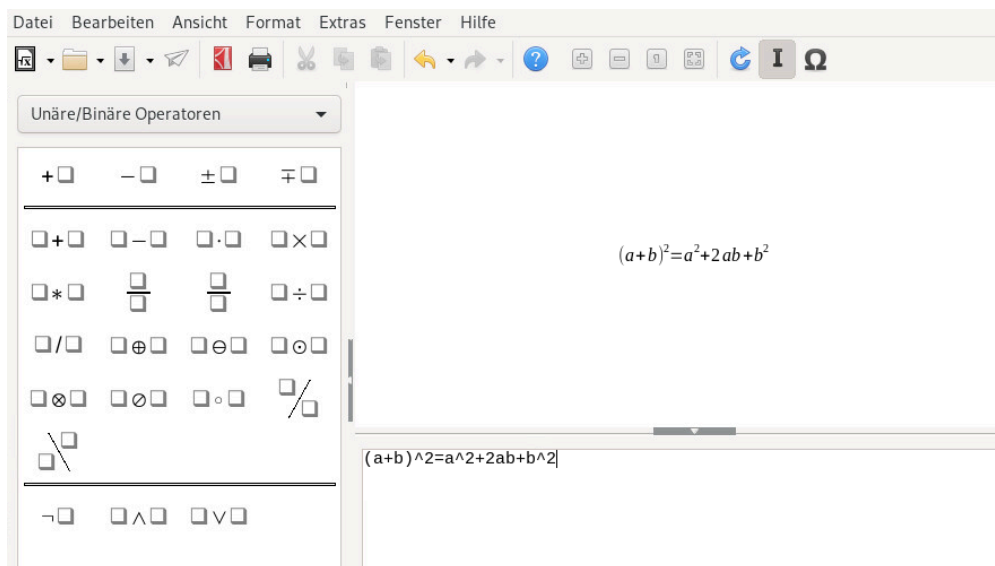 Datei Bearbeiten Ansicht Format Extras Fenster Hilfe
Unäre/Binäre Operatoren
+□ −□ ±□ ∓□
□+□ □−□ □·□ □×□
□∗□ □/□ □/□ □÷□
□/□ □⊕□ □⊖□ □⊙□
□⊗□ □⊘□ □∘□ □/□
□\□
¬□ □∧□ □∨□
(a+b)²=a²+2ab+b²
(a+b)^2=a^2+2ab+b^2